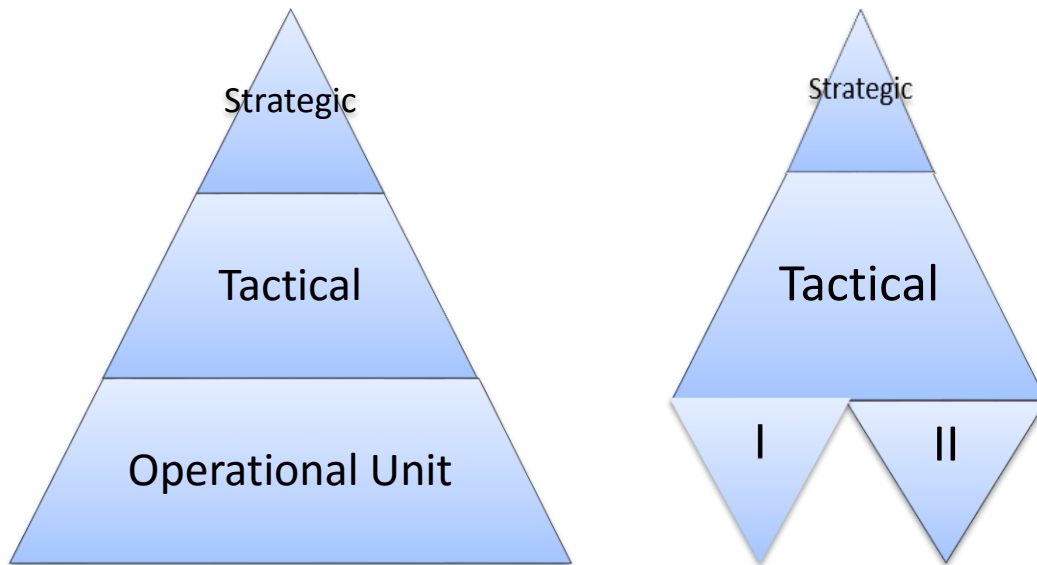 Strategic
Tactical
Operational Unit
Strategic
Tactical
I
II